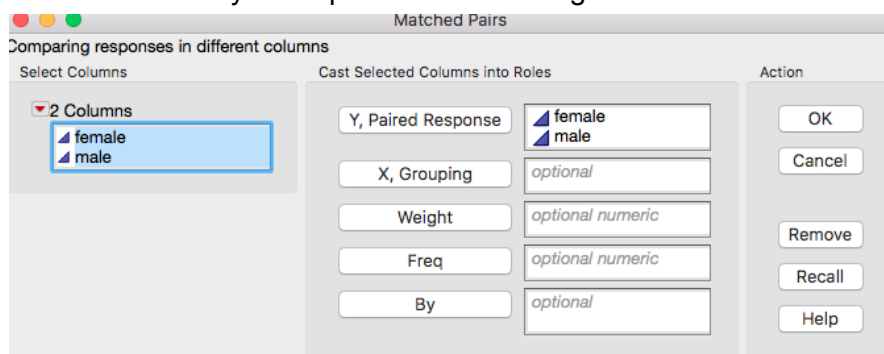 Matched Pairs
Comparing responses in different columns
Select Columns
Cast Selected Columns into Roles
Action
2 Columns
female
male
Y, Paired Response
female
male
X, Grouping
optional
Weight
optional numeric
Freq
optional numeric
By
optional
OK
Cancel
Remove
Recall
Help